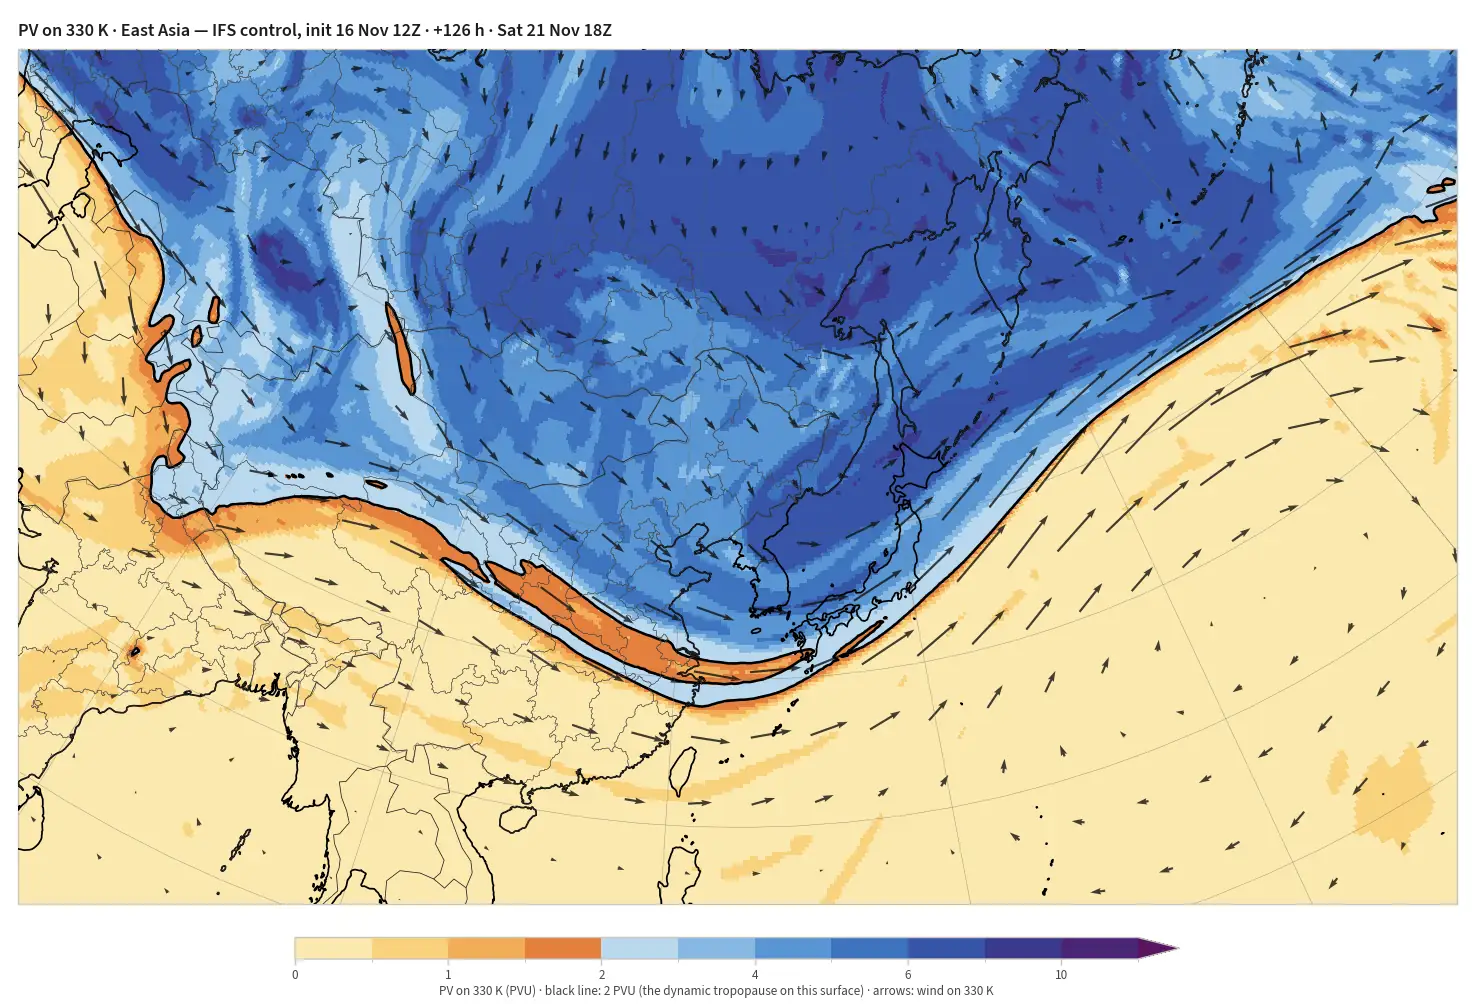 PV on 330 K · East Asia — IFS control, init 16 Nov 12Z · +126 h · Sat 21 Nov 18Z
0 1 2 4 6 10
PV on 330 K (PVU) · black line: 2 PVU (the dynamic tropopause on this surface) · arrows: wind on 330 K